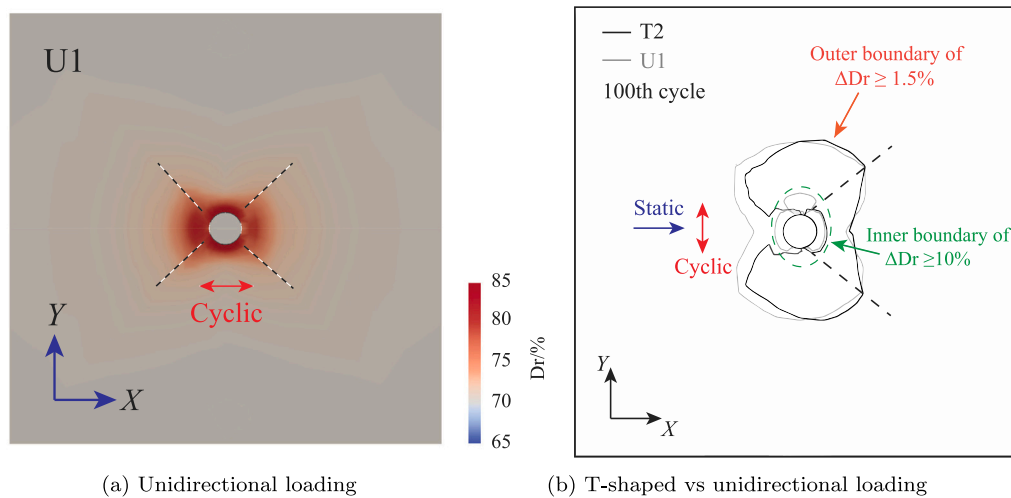 U1
Cyclic
Y
X
85
80
75
70
65
Dr/%
(a) Unidirectional loading
T2
U1
100th cycle
Outer boundary of
ΔDr ≥ 1.5%
Static
Cyclic
Inner boundary of
ΔDr ≥10%
Y
X
(b) T-shaped vs unidirectional loading